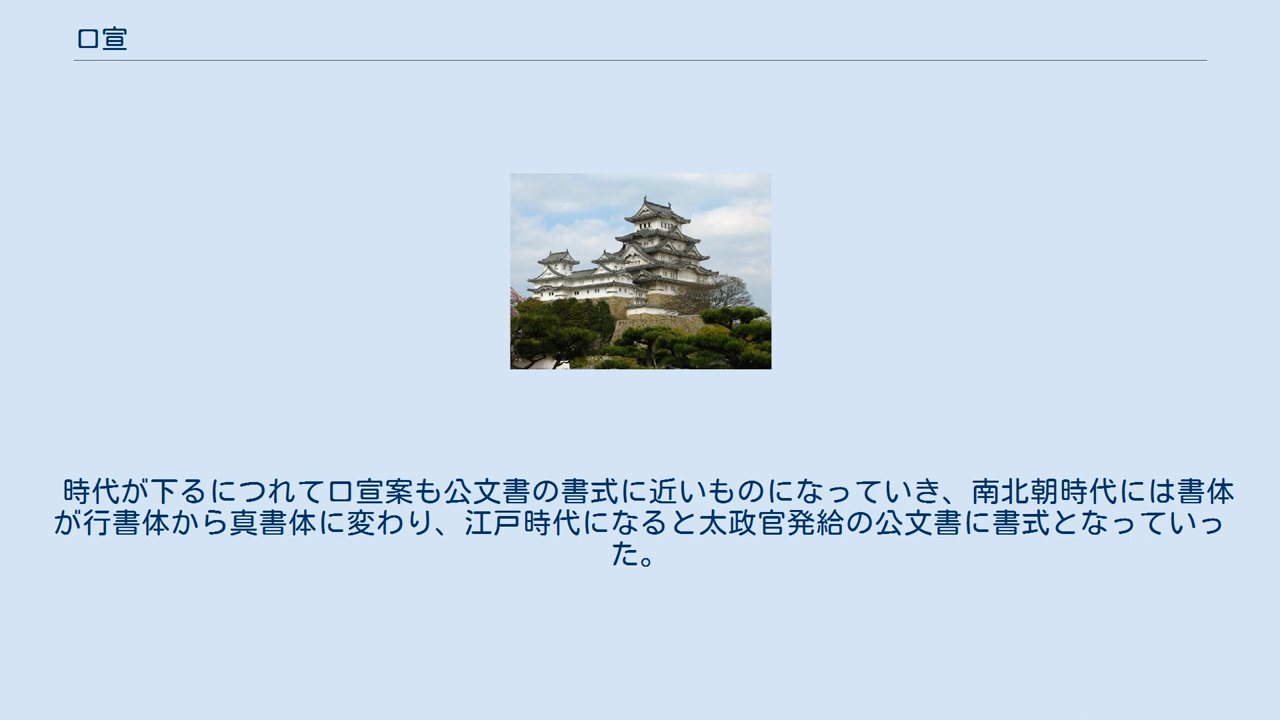 口宣
時代が下るにつれて口宣案も公文書の書式に近いものになっていき、南北朝時代には書体
が行書体から真書体に変わり、江戸時代になると太政官発給の公文書に書式となっていっ
た。